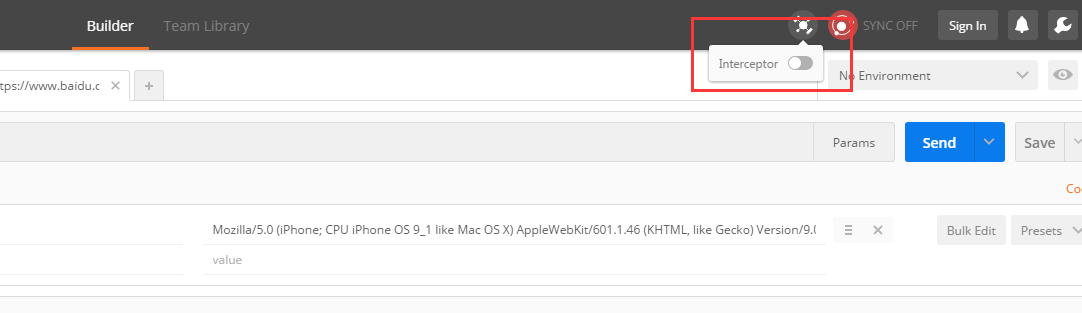 Builder Team Library SYNC OFF Sign In
Interceptor
tps://www.baidu.c No Environment
Params Send Save
Co
Mozilla/5.0 (iPhone; CPU iPhone OS 9_1 like Mac OS X) AppleWebKit/601.1.46 (KHTML, like Gecko) Version/9.0 Bulk Edit Presets
value